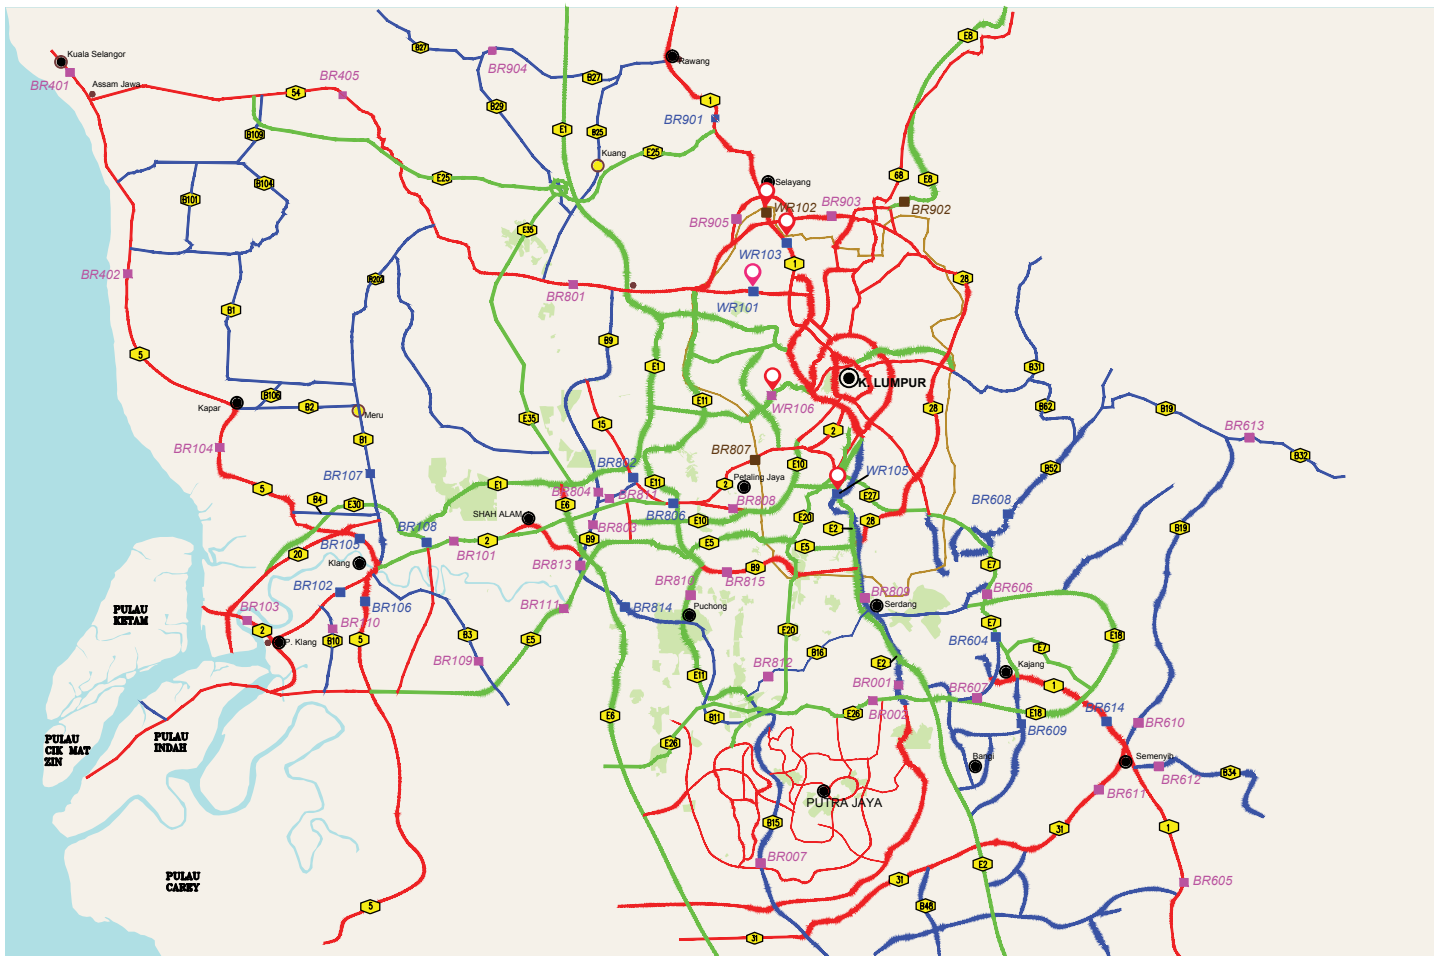 E8
B27
BR904
Kuala Selangor
Rawang
BR401
BR405
Assam Jawa
54
B27
B29
1
BR901
B109
E1
B25
Kuang
E25
E25
68
E8
B104
Selayang
B101
WR102
BR903
BR902
BR905
E35
WR103
1
BR402
B202
28
BR801
WR101
B1
B9
5
E1
B31
K. LUMPUR
B106
E11
Kapar
B2
Meru
B62
28
B19
WR106
E35
15
2
BR613
B1
BR104
BR807
B32
BR802
E10
B52
BR107
WR105
Petaling Jaya
E1
E11
2
5
BR804
BR811
E27
B4
E30
E6
BR808
BR608
SHAH ALAM
BR806
E20
E10
28
BR803
E2
B19
BR108
BR105
BR101
2
B9
E5
E5
20
Klang
BR813
B9
BR815
E7
BR102
BR810
BR809
BR606
BR103
BR106
BR111
BR814
Puchong
Serdang
PULAU
KETAM
BR110
E7
2
E20
E18
P. Klang
B10
5
B3
E5
BR604
B16
E7
BR109
E2
Kajang
BR812
E11
BR001
BR607
1
BR002
E6
B11
E26
E18
BR614
BR610
BR609
PULAU
CIK MAT
ZIN
PULAU
INDAH
E26
Bangi
Semenyih
B34
BR612
BR611
PUTRA JAYA
B15
31
1
BR007
E2
PULAU
CAREY
31
BR605
5
B48
31